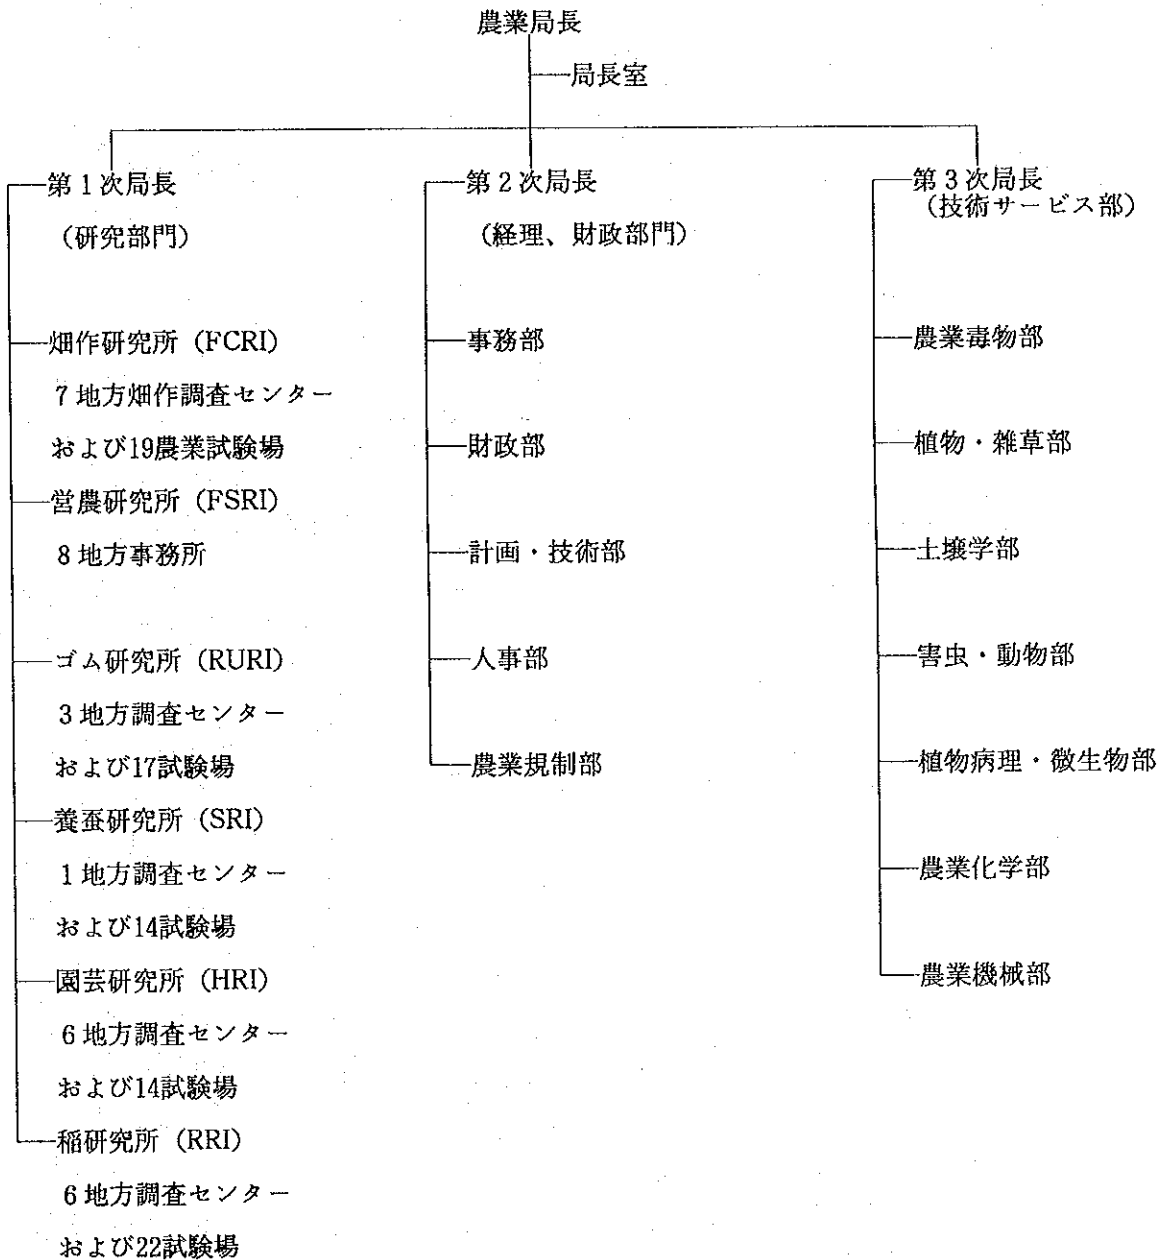 農業局長
局長室
第1次局長
（研究部門）
畑作研究所（FCRI）
7地方畑作調査センター
および19農業試験場
営農研究所（FSRI）
8地方事務所
ゴム研究所（RURI）
3地方調査センター
および17試験場
養蚕研究所（SRI）
1地方調査センター
および14試験場
園芸研究所（HRI）
6地方調査センター
および14試験場
稲研究所（RRI）
6地方調査センター
および22試験場
第2次局長
（経理、財政部門）
事務部
財政部
計画・技術部
人事部
農業規制部
第3次局長
（技術サービス部）
農業毒物部
植物・雑草部
土壌学部
害虫・動物部
植物病理・微生物部
農業化学部
農業機械部